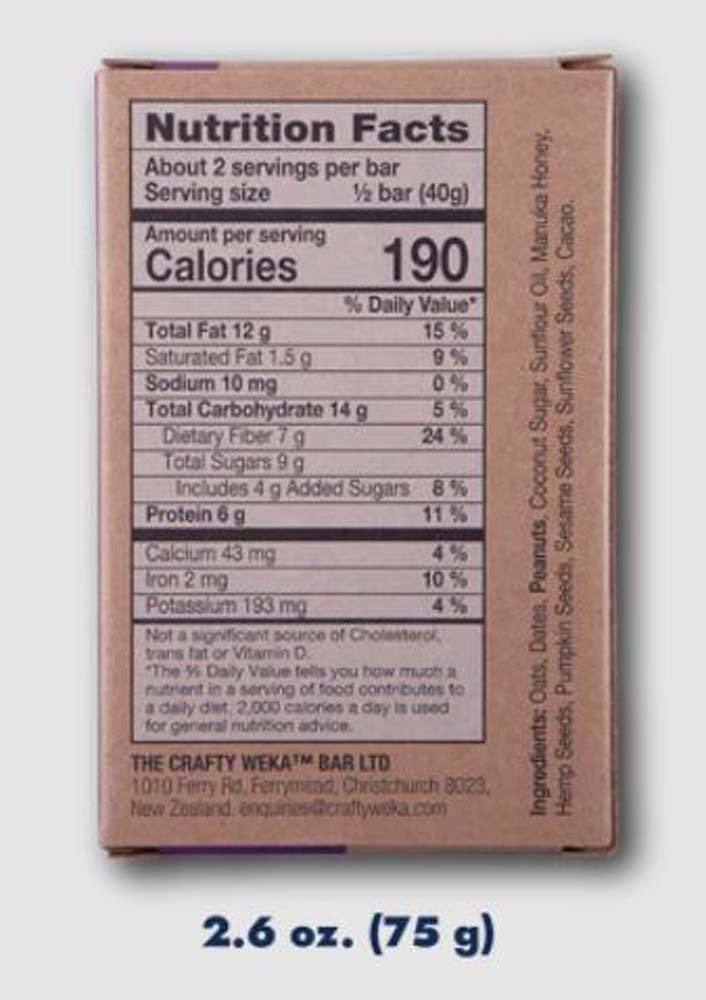 Nutrition Facts
About 2 servings per bar
Serving size ½ bar (40g)
Amount per serving
Calories 190
% Daily Value*
Total Fat 12 g 15 %
Saturated Fat 1.5 g 9 %
Sodium 10 mg 0 %
Total Carbohydrate 14 g 5 %
Dietary Fiber 7 g 24 %
Total Sugars 9 g
Includes 4 g Added Sugars 8 %
Protein 6 g 11 %
Calcium 43 mg 4 %
Iron 2 mg 10 %
Potassium 193 mg 4 %
Not a significant source of Cholesterol,
trans fat or Vitamin D.
*The % Daily Value tells you how much a
nutrient in a serving of food contributes to
a daily diet. 2,000 calories a day is used
for general nutrition advice.
THE CRAFTY WEKA™ BAR LTD
1010 Ferry Rd, Ferrymead, Christchurch 8023,
New Zealand. enquiries@craftyweka.com
Ingredients: Oats, Dates, Peanuts, Coconut Sugar, Sunflour Oil, Manuka Honey,
Hemp Seeds, Pumpkin Seeds, Sesame Seeds, Sunflower Seeds, Cacao.
2.6 oz. (75 g)